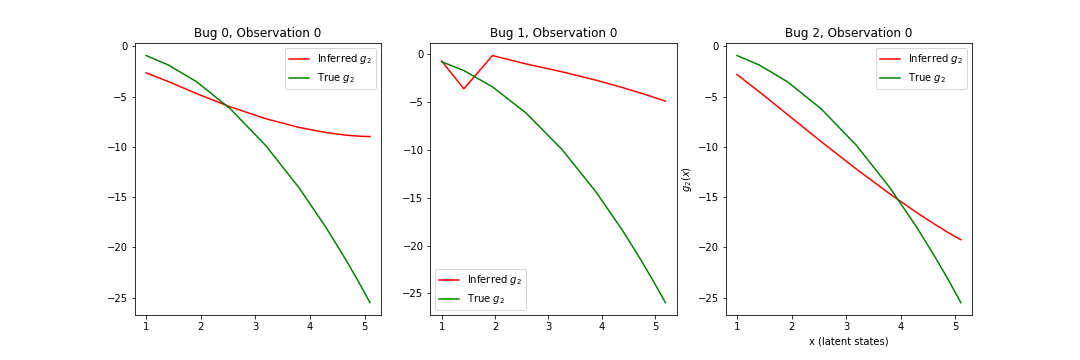 Bug 0, Observation 0
0
−5
−10
−15
−20
−25
1 2 3 4 5
Inferred g₂
True g₂
Bug 1, Observation 0
0
−5
−10
−15
−20
−25
1 2 3 4 5
Inferred g₂
True g₂
Bug 2, Observation 0
g₂(x)
0
−5
−10
−15
−20
−25
1 2 3 4 5
x (latent states)
Inferred g₂
True g₂